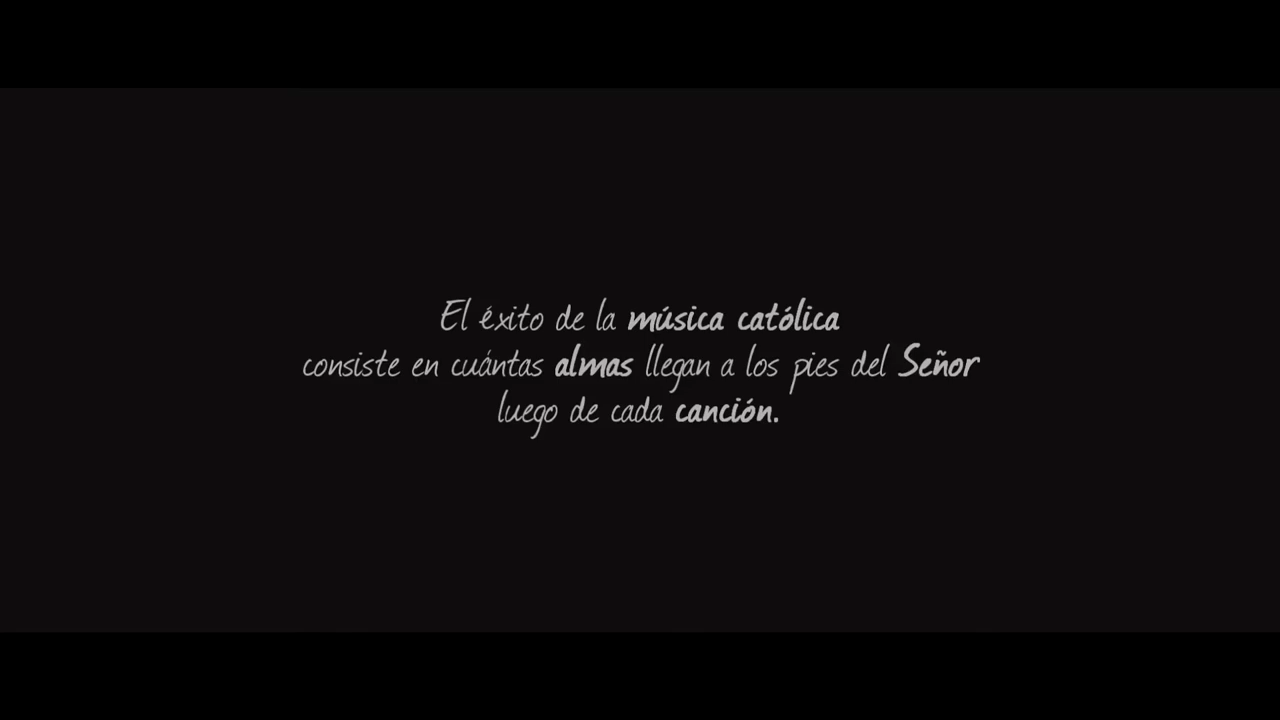 El éxito de la música católica
consiste en cuántas almas llegan a los pies del Señor
luego de cada canción.